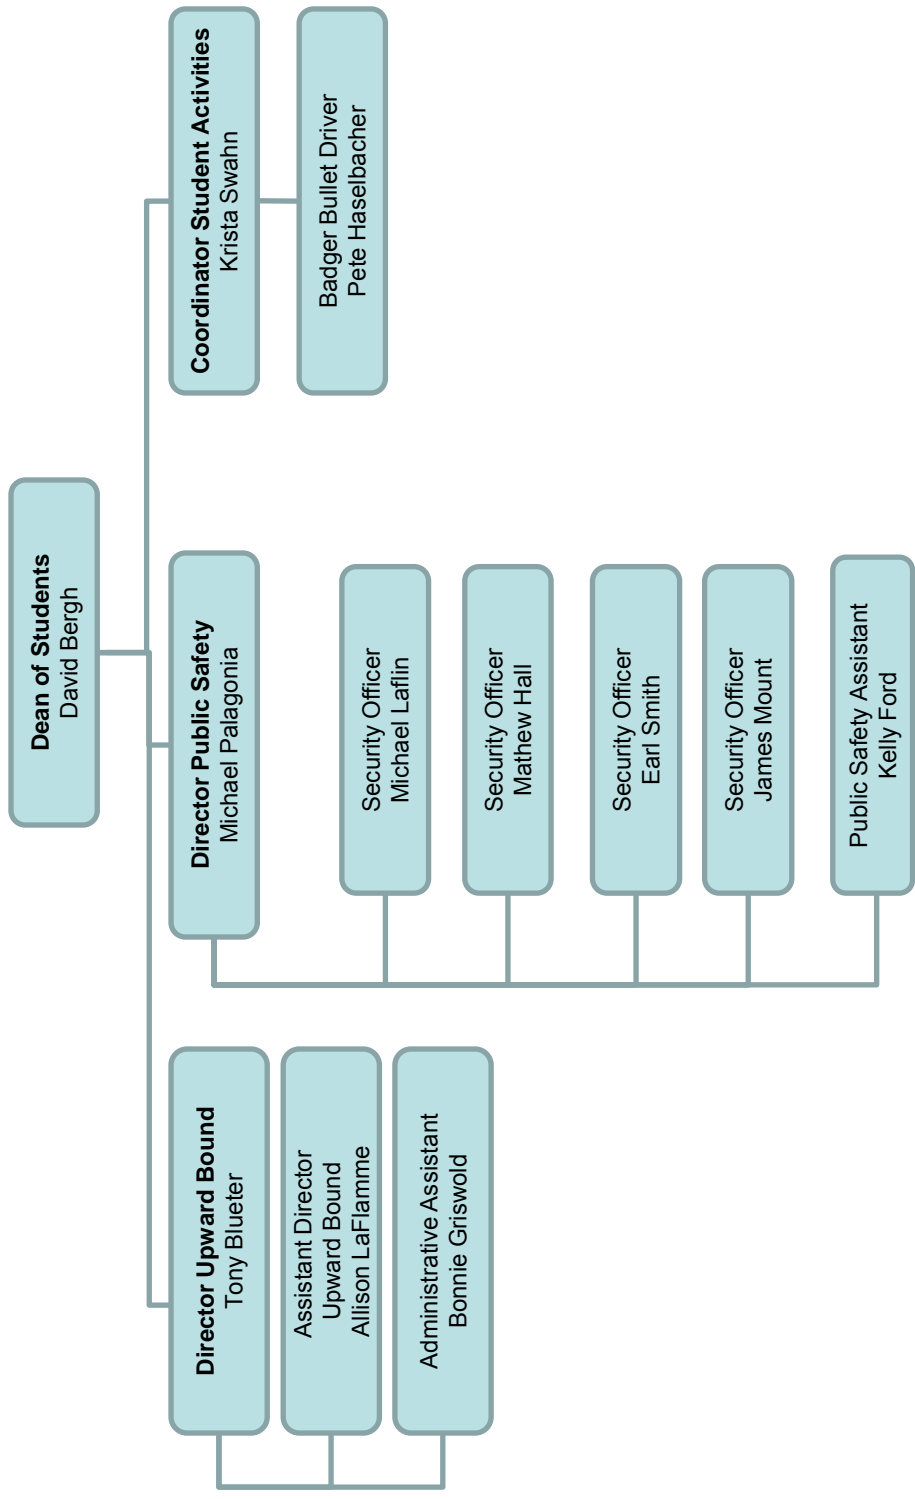 Dean of Students
David Bergh
Director Upward Bound
Tony Blueter
Assistant Director
Upward Bound
Allison LaFlamme
Administrative Assistant
Bonnie Griswold
Director Public Safety
Michael Palagonia
Security Officer
Michael Laflin
Security Officer
Mathew Hall
Security Officer
Earl Smith
Security Officer
James Mount
Public Safety Assistant
Kelly Ford
Coordinator Student Activities
Krista Swahn
Badger Bullet Driver
Pete Haselbacher